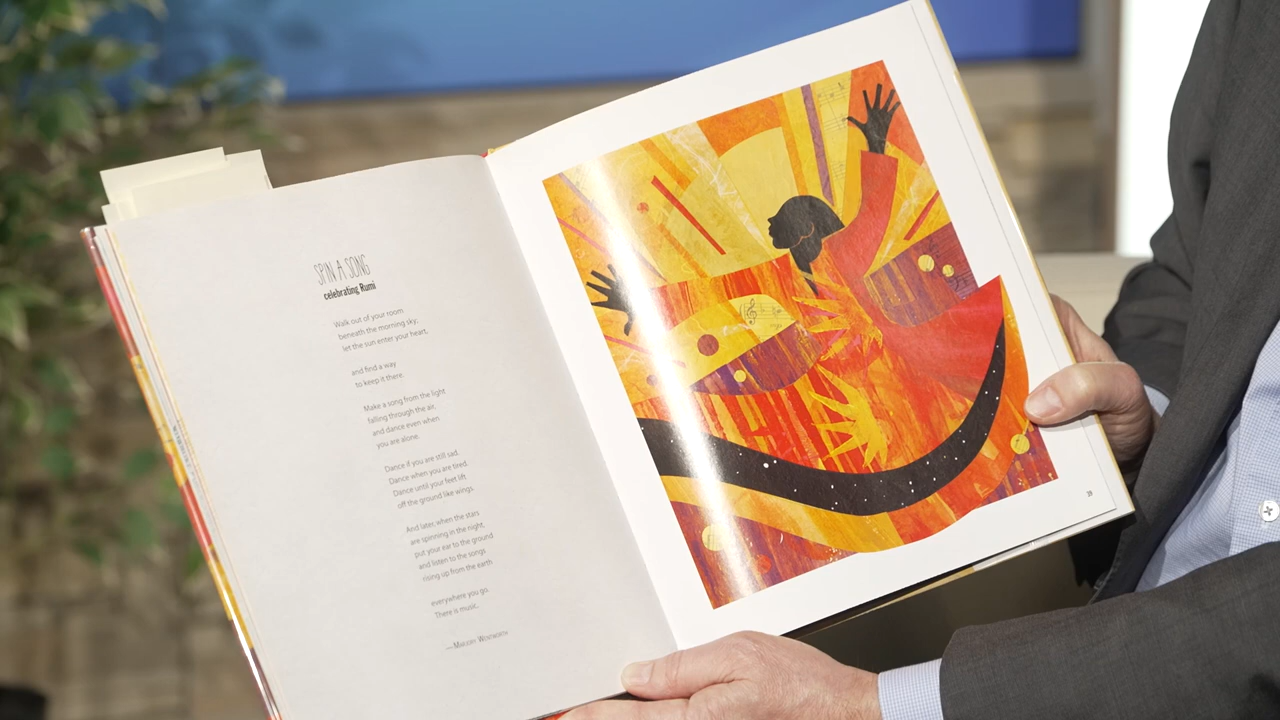 SPIN A SONG
celebrating Rumi
Walk out of your room
beneath the morning sky;
let the sun enter your heart,
and find a way
to keep it there.
Make a song from the light
falling through the air,
and dance even when
you are alone.
Dance if you are still sad,
Dance when you are tired.
Dance until your feet lift
off the ground like wings.
And later, when the stars
are spinning in the night,
put your ear to the ground
and listen to the songs
rising up from the earth
everywhere you go.
There is music.
—Marjory Wentworth
39